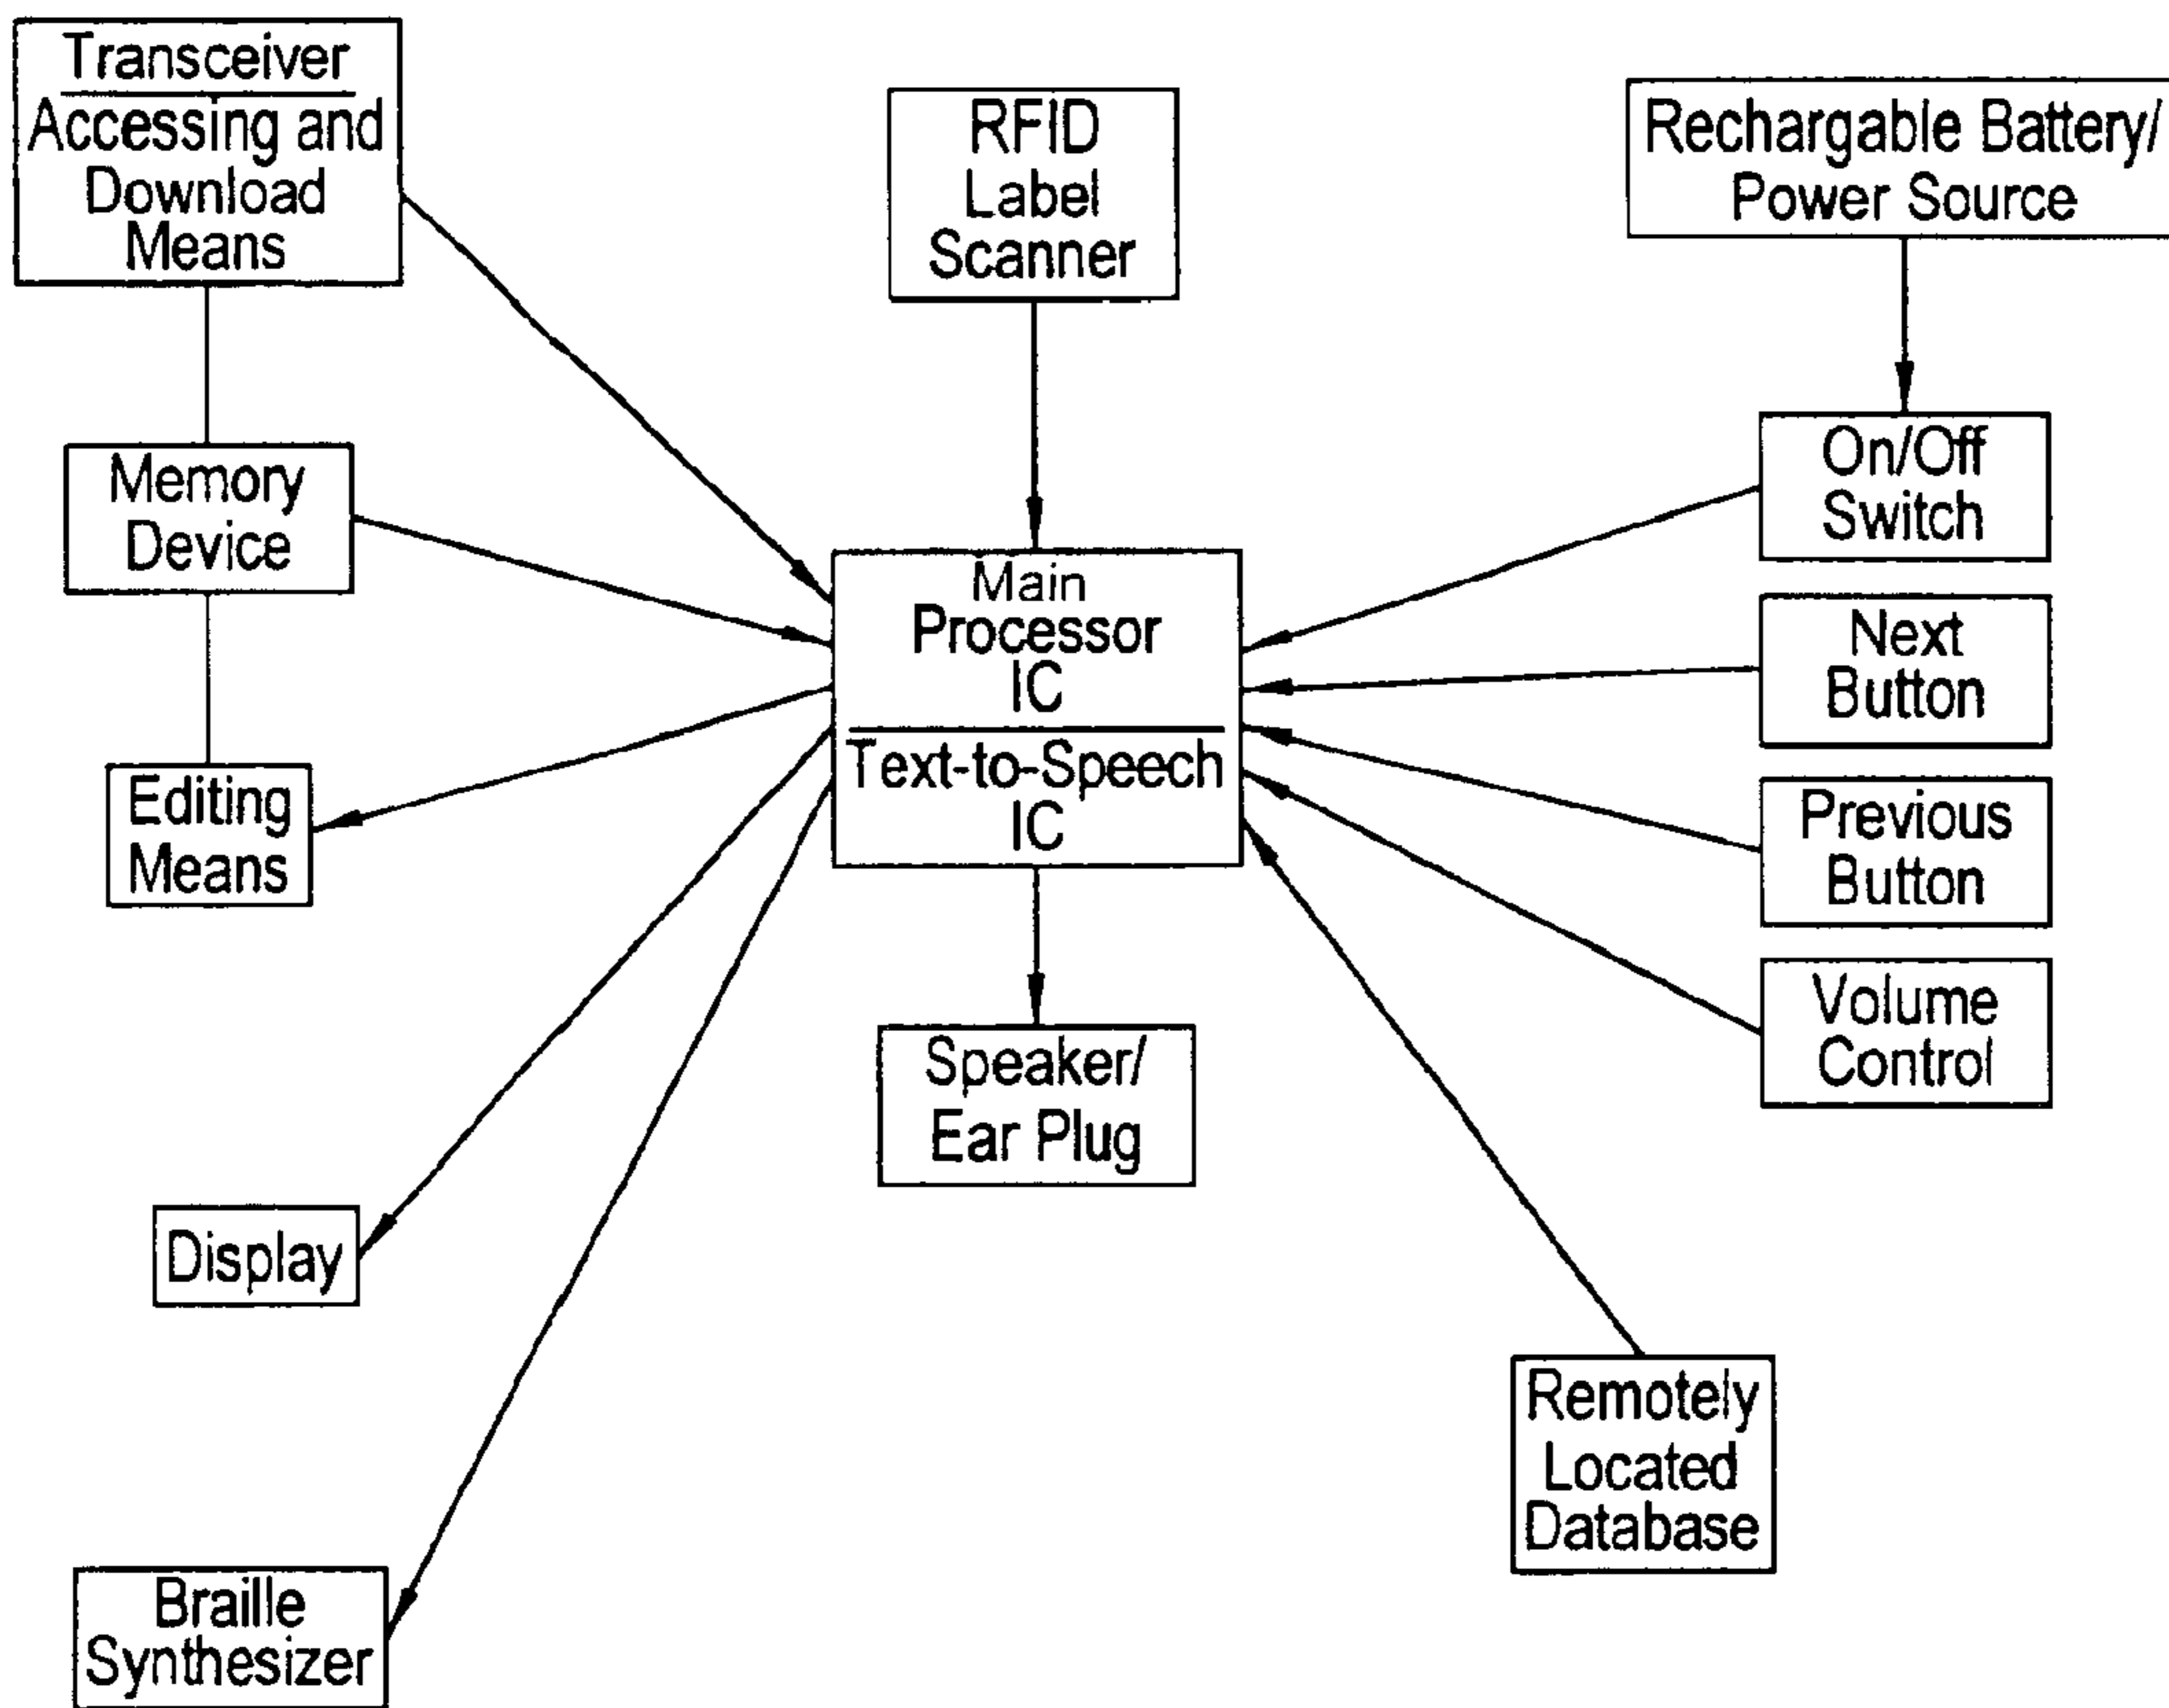 Transceiver
Accessing and
Download
Means
RFID
Label
Scanner
Rechargable Battery/
Power Source
Memory
Device
On/Off
Switch
Main
Processor
IC
Text-to-Speech
IC
Next
Button
Editing
Means
Previous
Button
Volume
Control
Speaker/
Ear Plug
Display
Remotely
Located
Database
Braille
Synthesizer